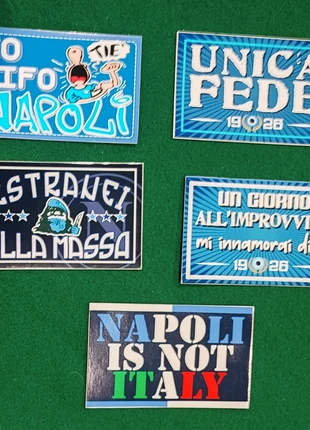 O
TIE'
IFO
NAPOLI
UNICA
FEDE
1926
ESTRANEI
LLA MASSA
UN GIORNO
ALL'IMPROVVI
mi innamorai di
1926
NAPOLI
IS NOT
ITALY